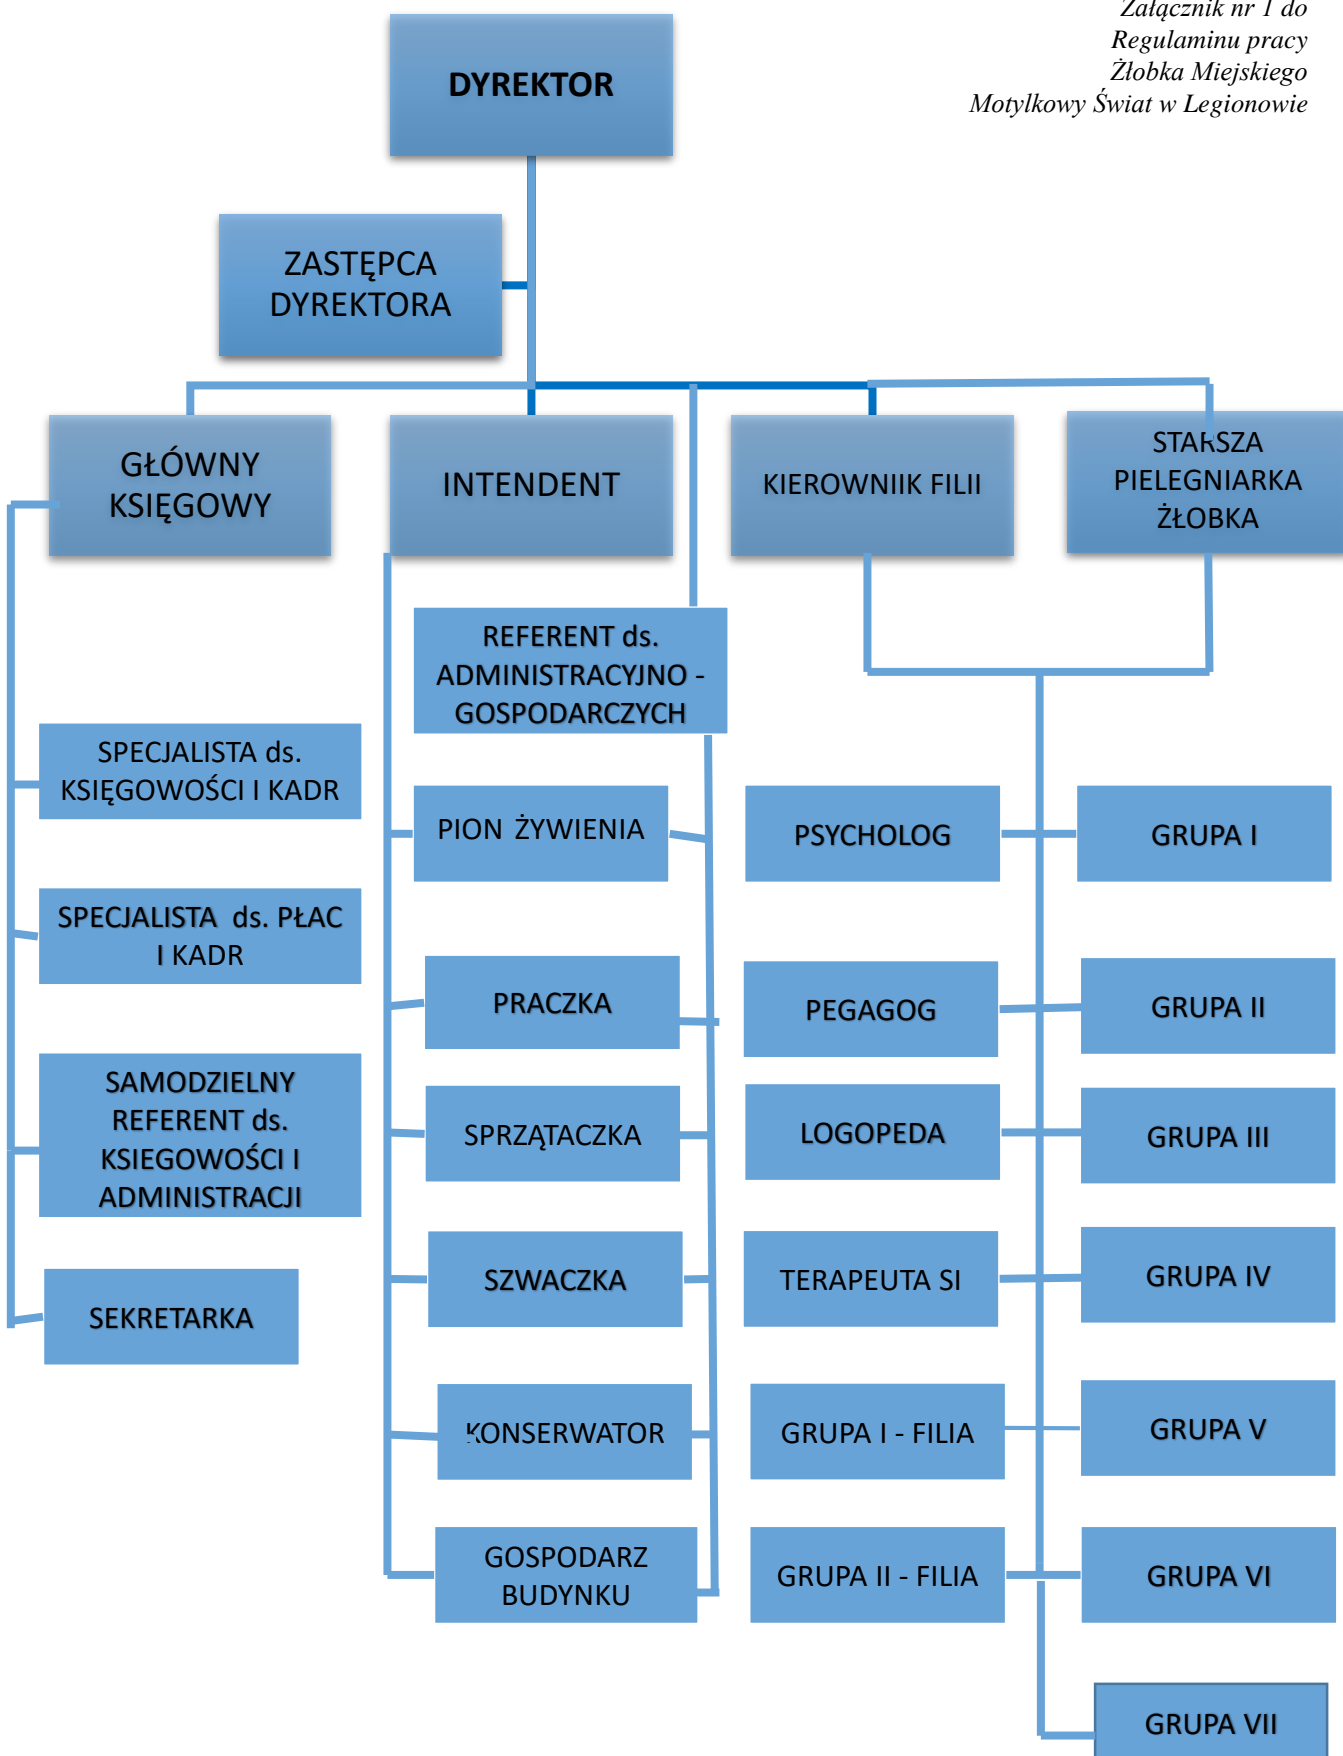 Załącznik nr 1 do
Regulaminu pracy
Żłobka Miejskiego
Motylkowy Świat w Legionowie
DYREKTOR
ZASTĘPCA
DYREKTORA
GŁÓWNY
KSIĘGOWY
INTENDENT
KIEROWNIIK FILII
STARSZA
PIELEGNIARKA
ŻŁOBKA
REFERENT ds.
ADMINISTRACYJNO -
GOSPODARCZYCH
SPECJALISTA ds.
KSIĘGOWOŚCI I KADR
SPECJALISTA ds. PŁAC
I KADR
SAMODZIELNY
REFERENT ds.
KSIEGOWOŚCI I
ADMINISTRACJI
SEKRETARKA
PION ŻYWIENIA
PRACZKA
SPRZĄTACZKA
SZWACZKA
KONSERWATOR
GOSPODARZ
BUDYNKU
PSYCHOLOG
PEGAGOG
LOGOPEDA
TERAPEUTA SI
GRUPA I - FILIA
GRUPA II - FILIA
GRUPA I
GRUPA II
GRUPA III
GRUPA IV
GRUPA V
GRUPA VI
GRUPA VII